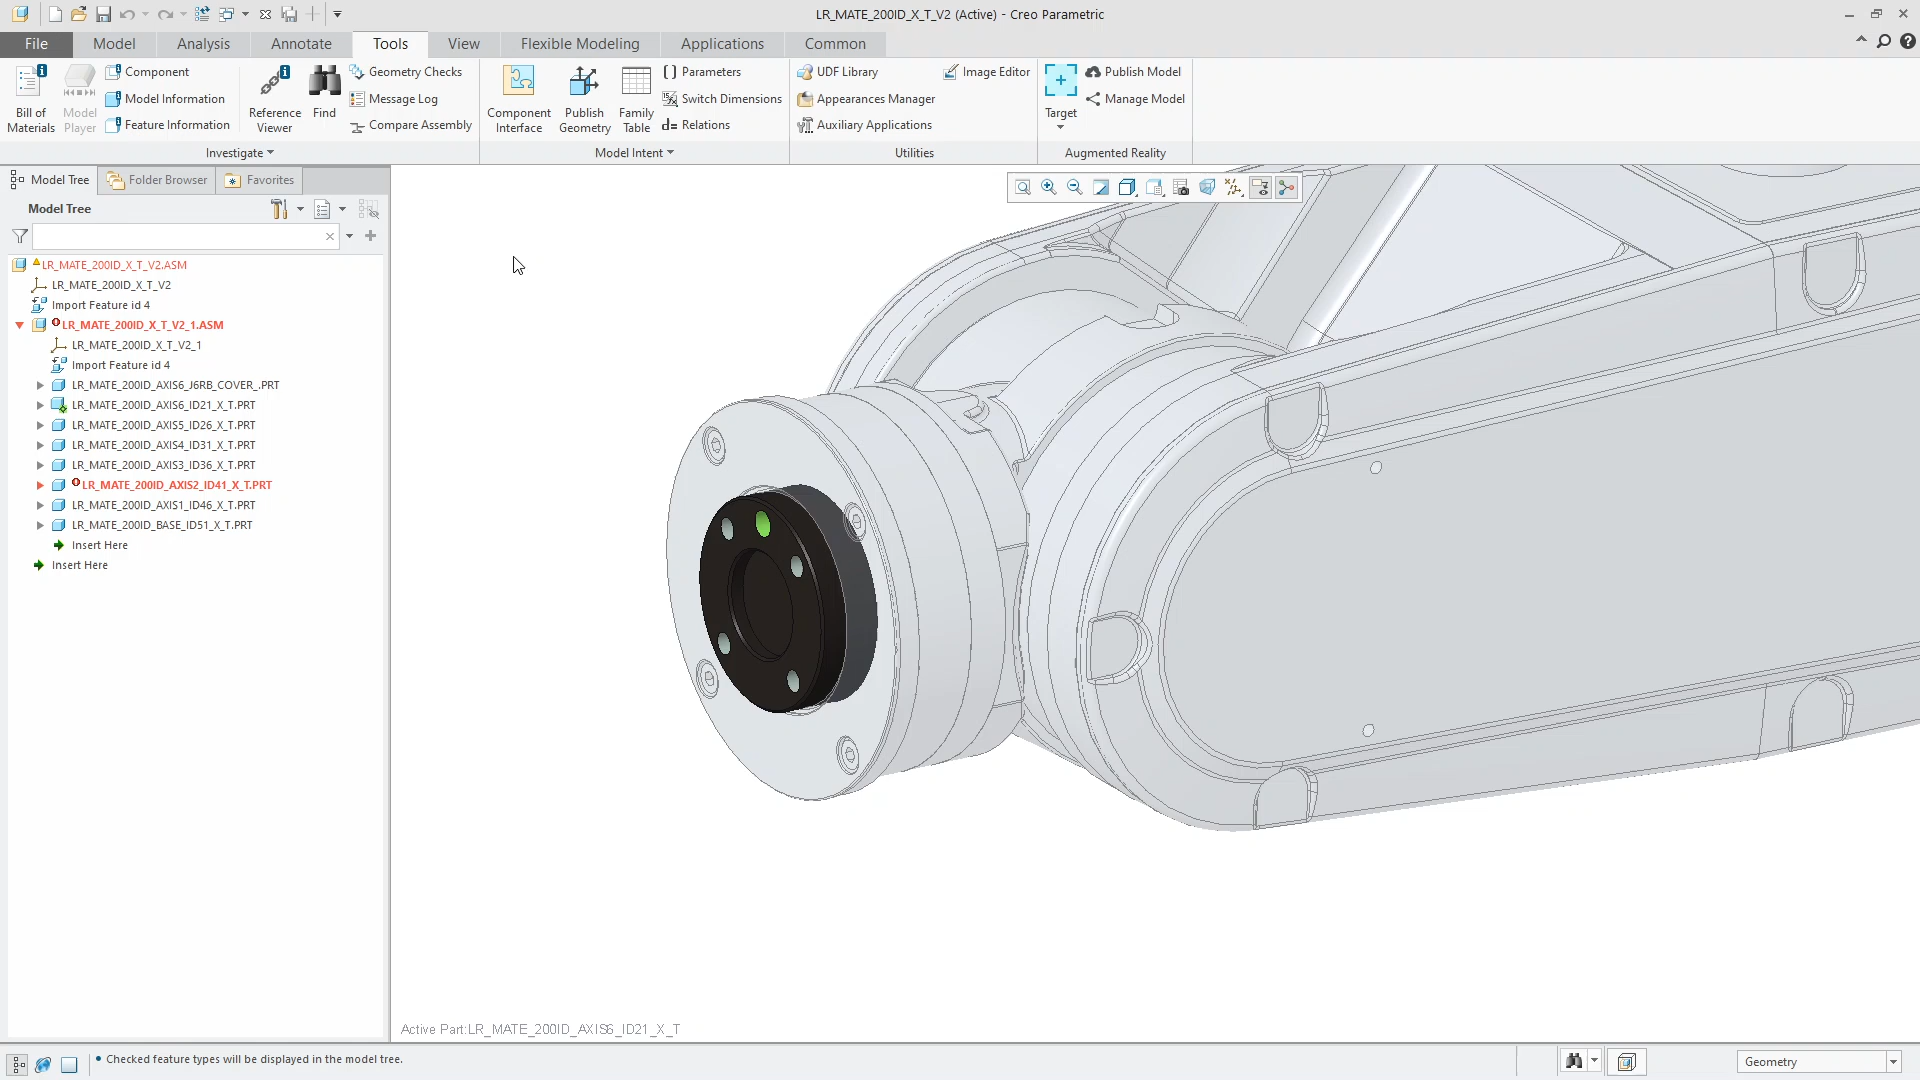 LR_MATE_200ID_X_T_V2 (Active) - Creo Parametric
File
Model
Analysis
Annotate
Tools
View
Flexible Modeling
Applications
Common
Bill of
Materials
Model
Player
Component
Model Information
Feature Information
Reference
Viewer
Find
Geometry Checks
Message Log
Compare Assembly
Investigate
Component
Interface
Publish
Geometry
Family
Table
Parameters
Switch Dimensions
Relations
Model Intent
UDF Library
Appearances Manager
Auxiliary Applications
Image Editor
Utilities
Target
Publish Model
Manage Model
Augmented Reality
Model Tree
Folder Browser
Favorites
Model Tree
LR_MATE_200ID_X_T_V2.ASM
LR_MATE_200ID_X_T_V2
Import Feature id 4
LR_MATE_200ID_X_T_V2_1.ASM
LR_MATE_200ID_X_T_V2_1
Import Feature id 4
LR_MATE_200ID_AXIS6_J6RB_COVER_.PRT
LR_MATE_200ID_AXIS6_ID21_X_T.PRT
LR_MATE_200ID_AXIS5_ID26_X_T.PRT
LR_MATE_200ID_AXIS4_ID31_X_T.PRT
LR_MATE_200ID_AXIS3_ID36_X_T.PRT
LR_MATE_200ID_AXIS2_ID41_X_T.PRT
LR_MATE_200ID_AXIS1_ID46_X_T.PRT
LR_MATE_200ID_BASE_ID51_X_T.PRT
Insert Here
Insert Here
Active Part:LR_MATE_200ID_AXIS6_ID21_X_T
• Checked feature types will be displayed in the model tree.
Geometry